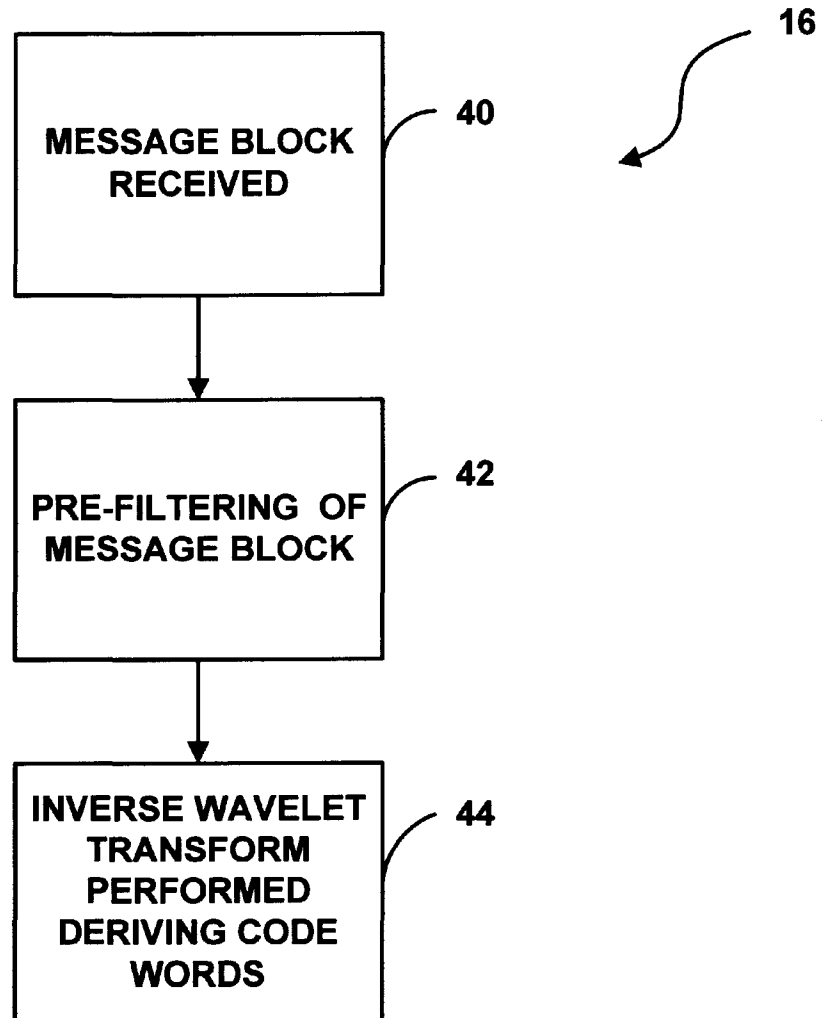 16
MESSAGE BLOCK
RECEIVED
40
PRE-FILTERING OF
MESSAGE BLOCK
42
INVERSE WAVELET
TRANSFORM
PERFORMED
DERIVING CODE
WORDS
44